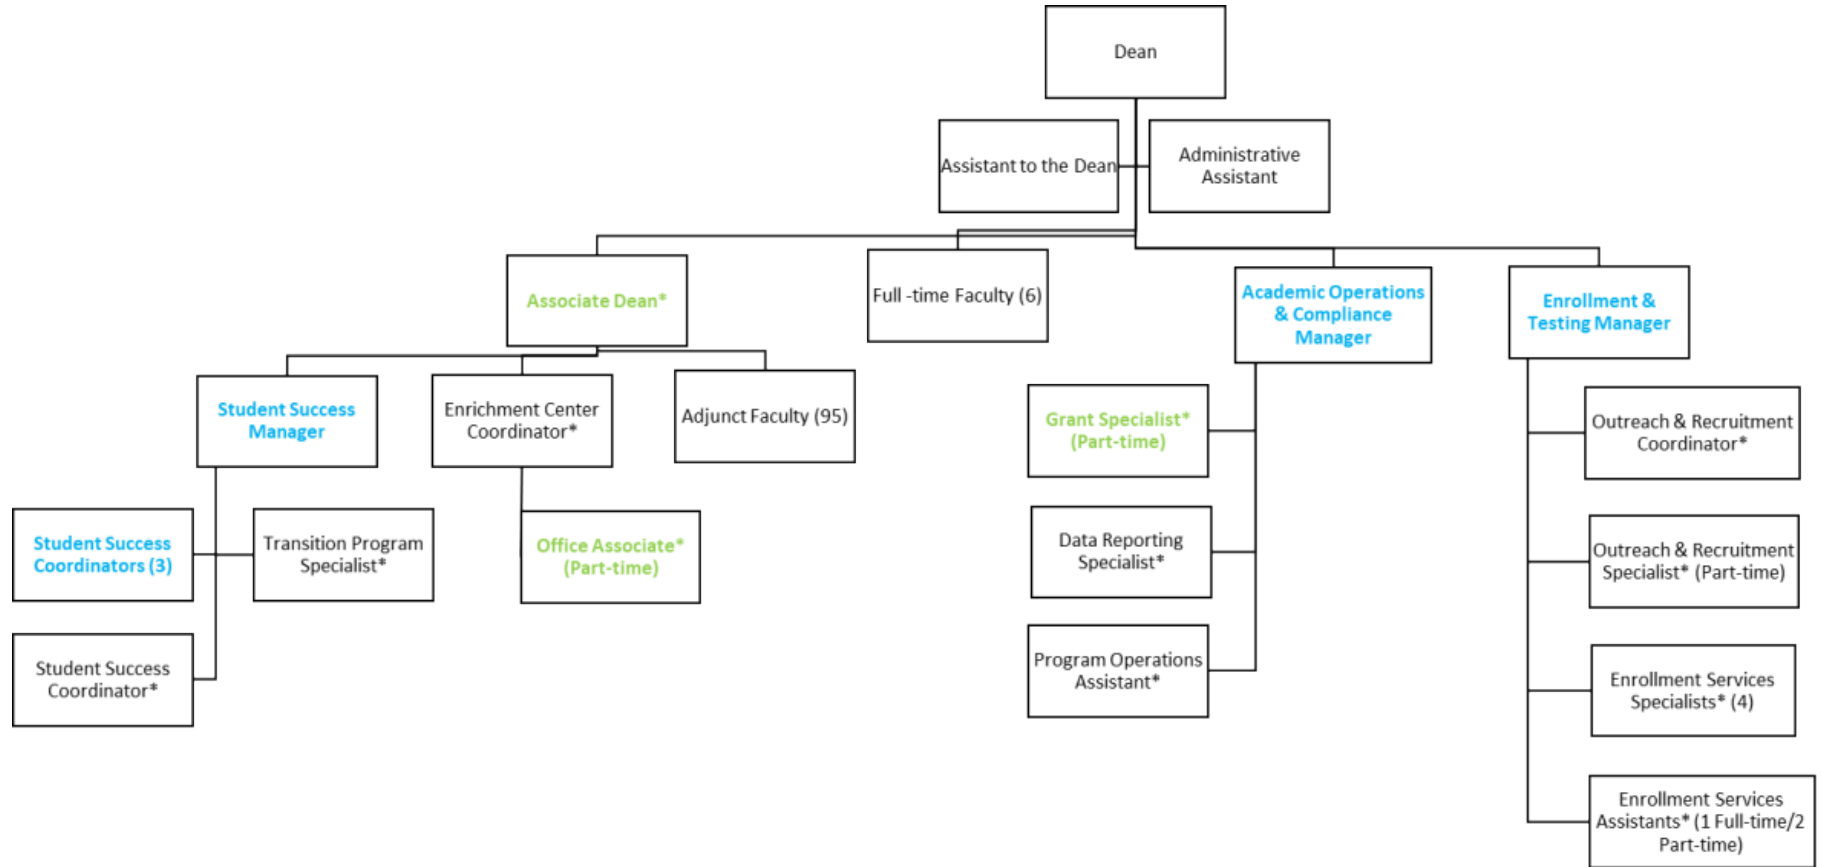 Dean
Assistant to the Dean
Administrative
Assistant
Associate Dean*
Full -time Faculty (6)
Academic Operations
& Compliance
Manager
Enrollment &
Testing Manager
Student Success
Manager
Enrichment Center
Coordinator*
Adjunct Faculty (95)
Grant Specialist*
(Part-time)
Outreach & Recruitment
Coordinator*
Student Success
Coordinators (3)
Transition Program
Specialist*
Office Associate*
(Part-time)
Data Reporting
Specialist*
Outreach & Recruitment
Specialist* (Part-time)
Student Success
Coordinator*
Program Operations
Assistant*
Enrollment Services
Specialists* (4)
Enrollment Services
Assistants* (1 Full-time/2
Part-time)